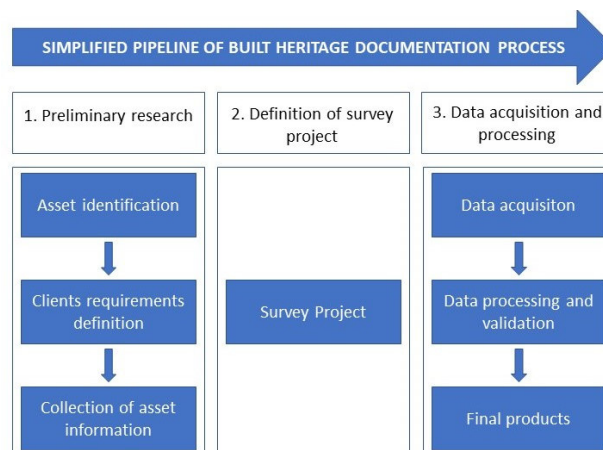 SIMPLIFIED PIPELINE OF BUILT HERITAGE DOCUMENTATION PROCESS
1. Preliminary research
2. Definition of survey
project
3. Data acquisition and
processing
Asset identification
Clients requirements
definition
Collection of asset
information
Survey Project
Data acquisiton
Data processing and
validation
Final products